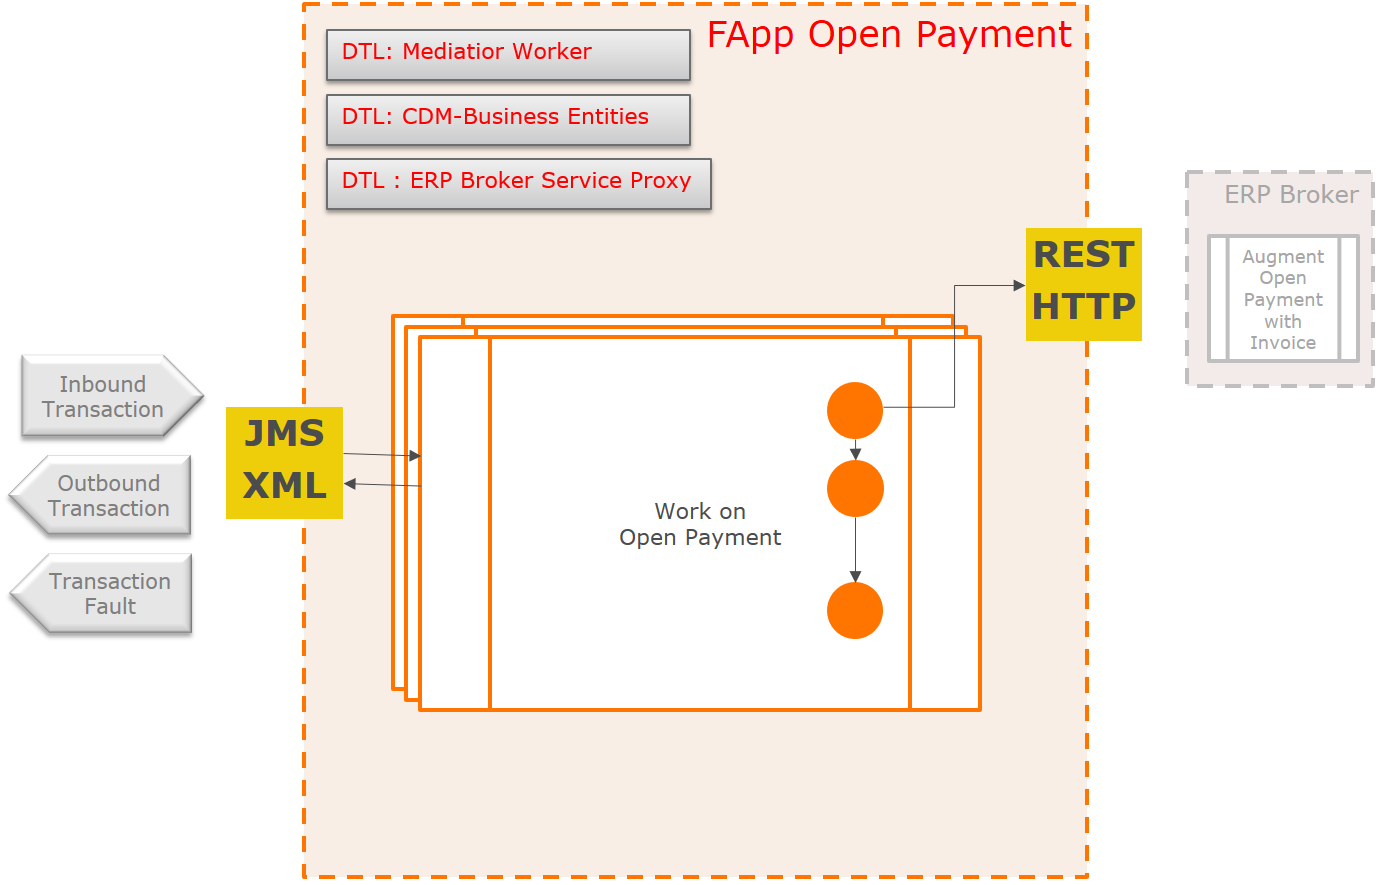 FApp Open Payment
DTL: Mediatior Worker
DTL: CDM-Business Entities
DTL : ERP Broker Service Proxy
ERP Broker
Augment
Open
Payment
with
Invoice
REST
HTTP
Inbound
Transaction
Outbound
Transaction
Transaction
Fault
JMS
XML
Work on
Open Payment